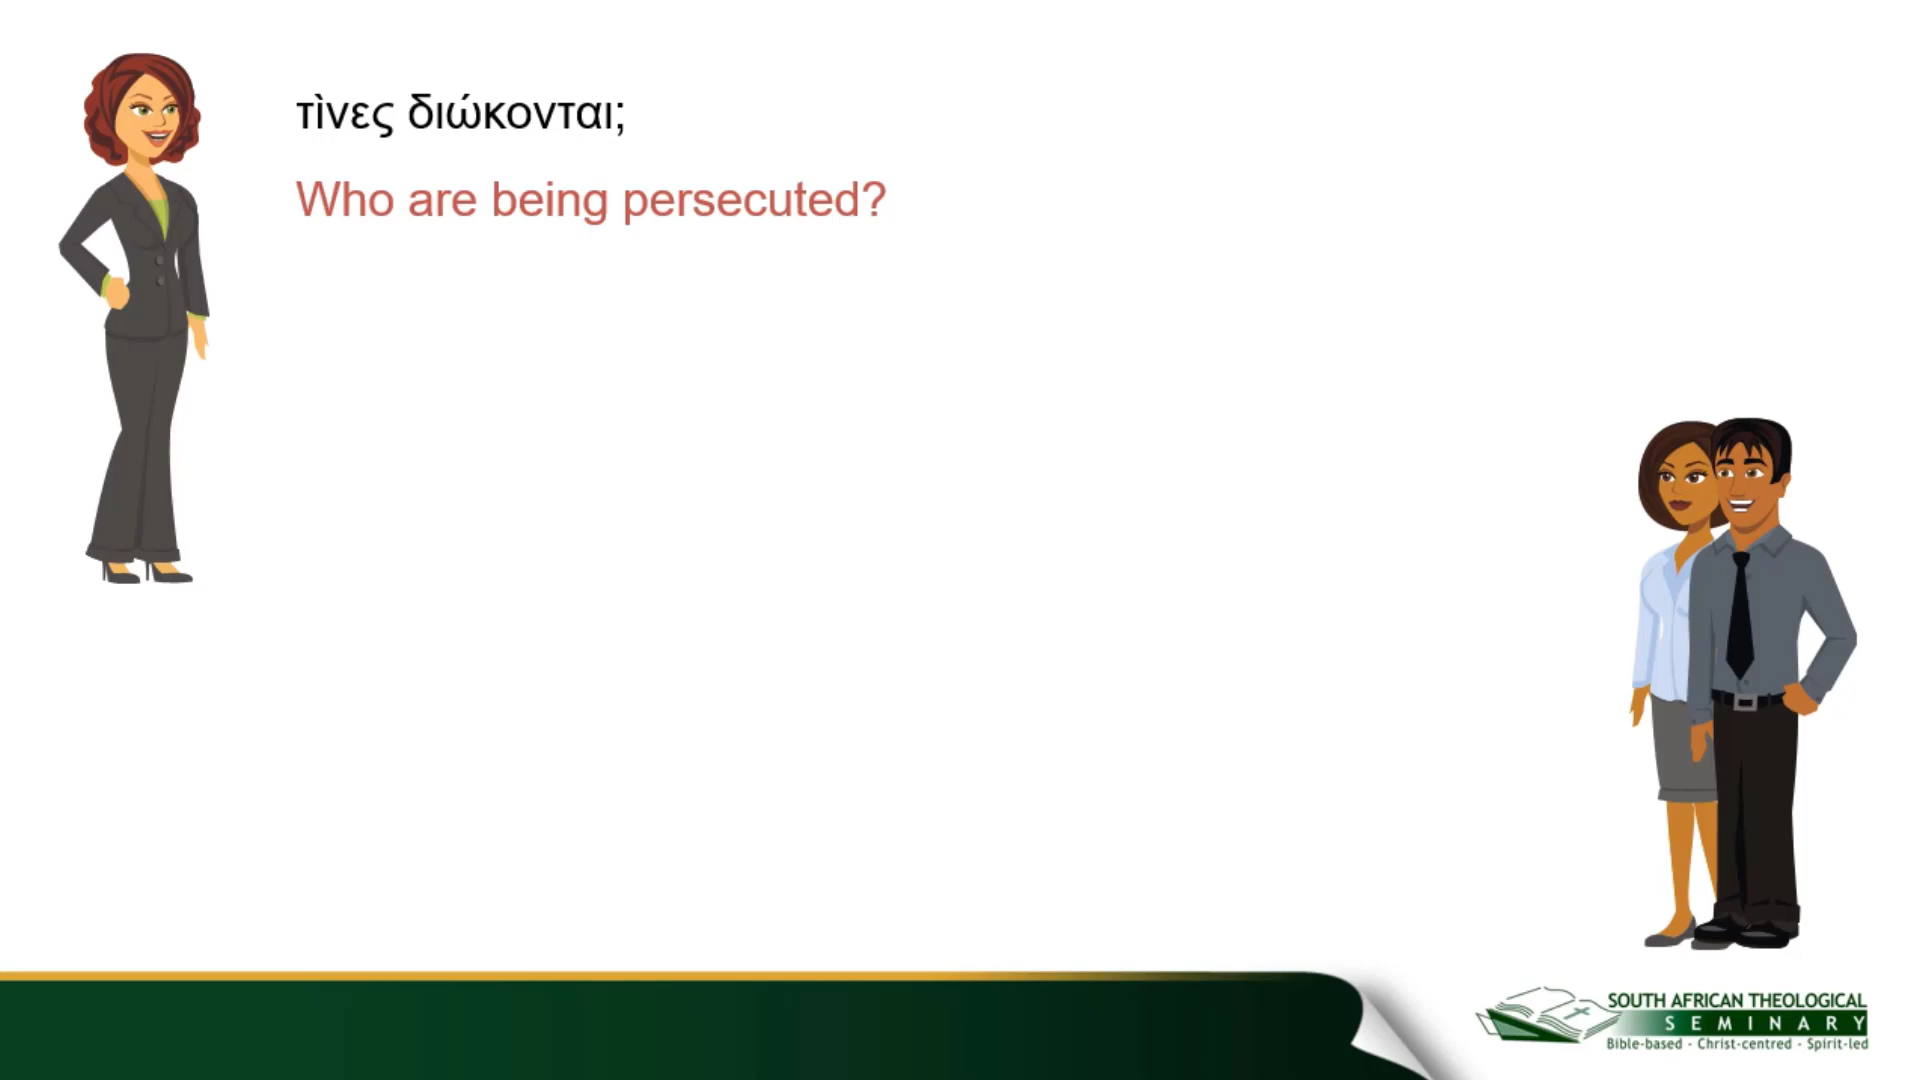 τὶνες διώκονται;
Who are being persecuted?
SOUTH AFRICAN THEOLOGICAL
SEMINARY
Bible-based - Christ-centred - Spirit-led